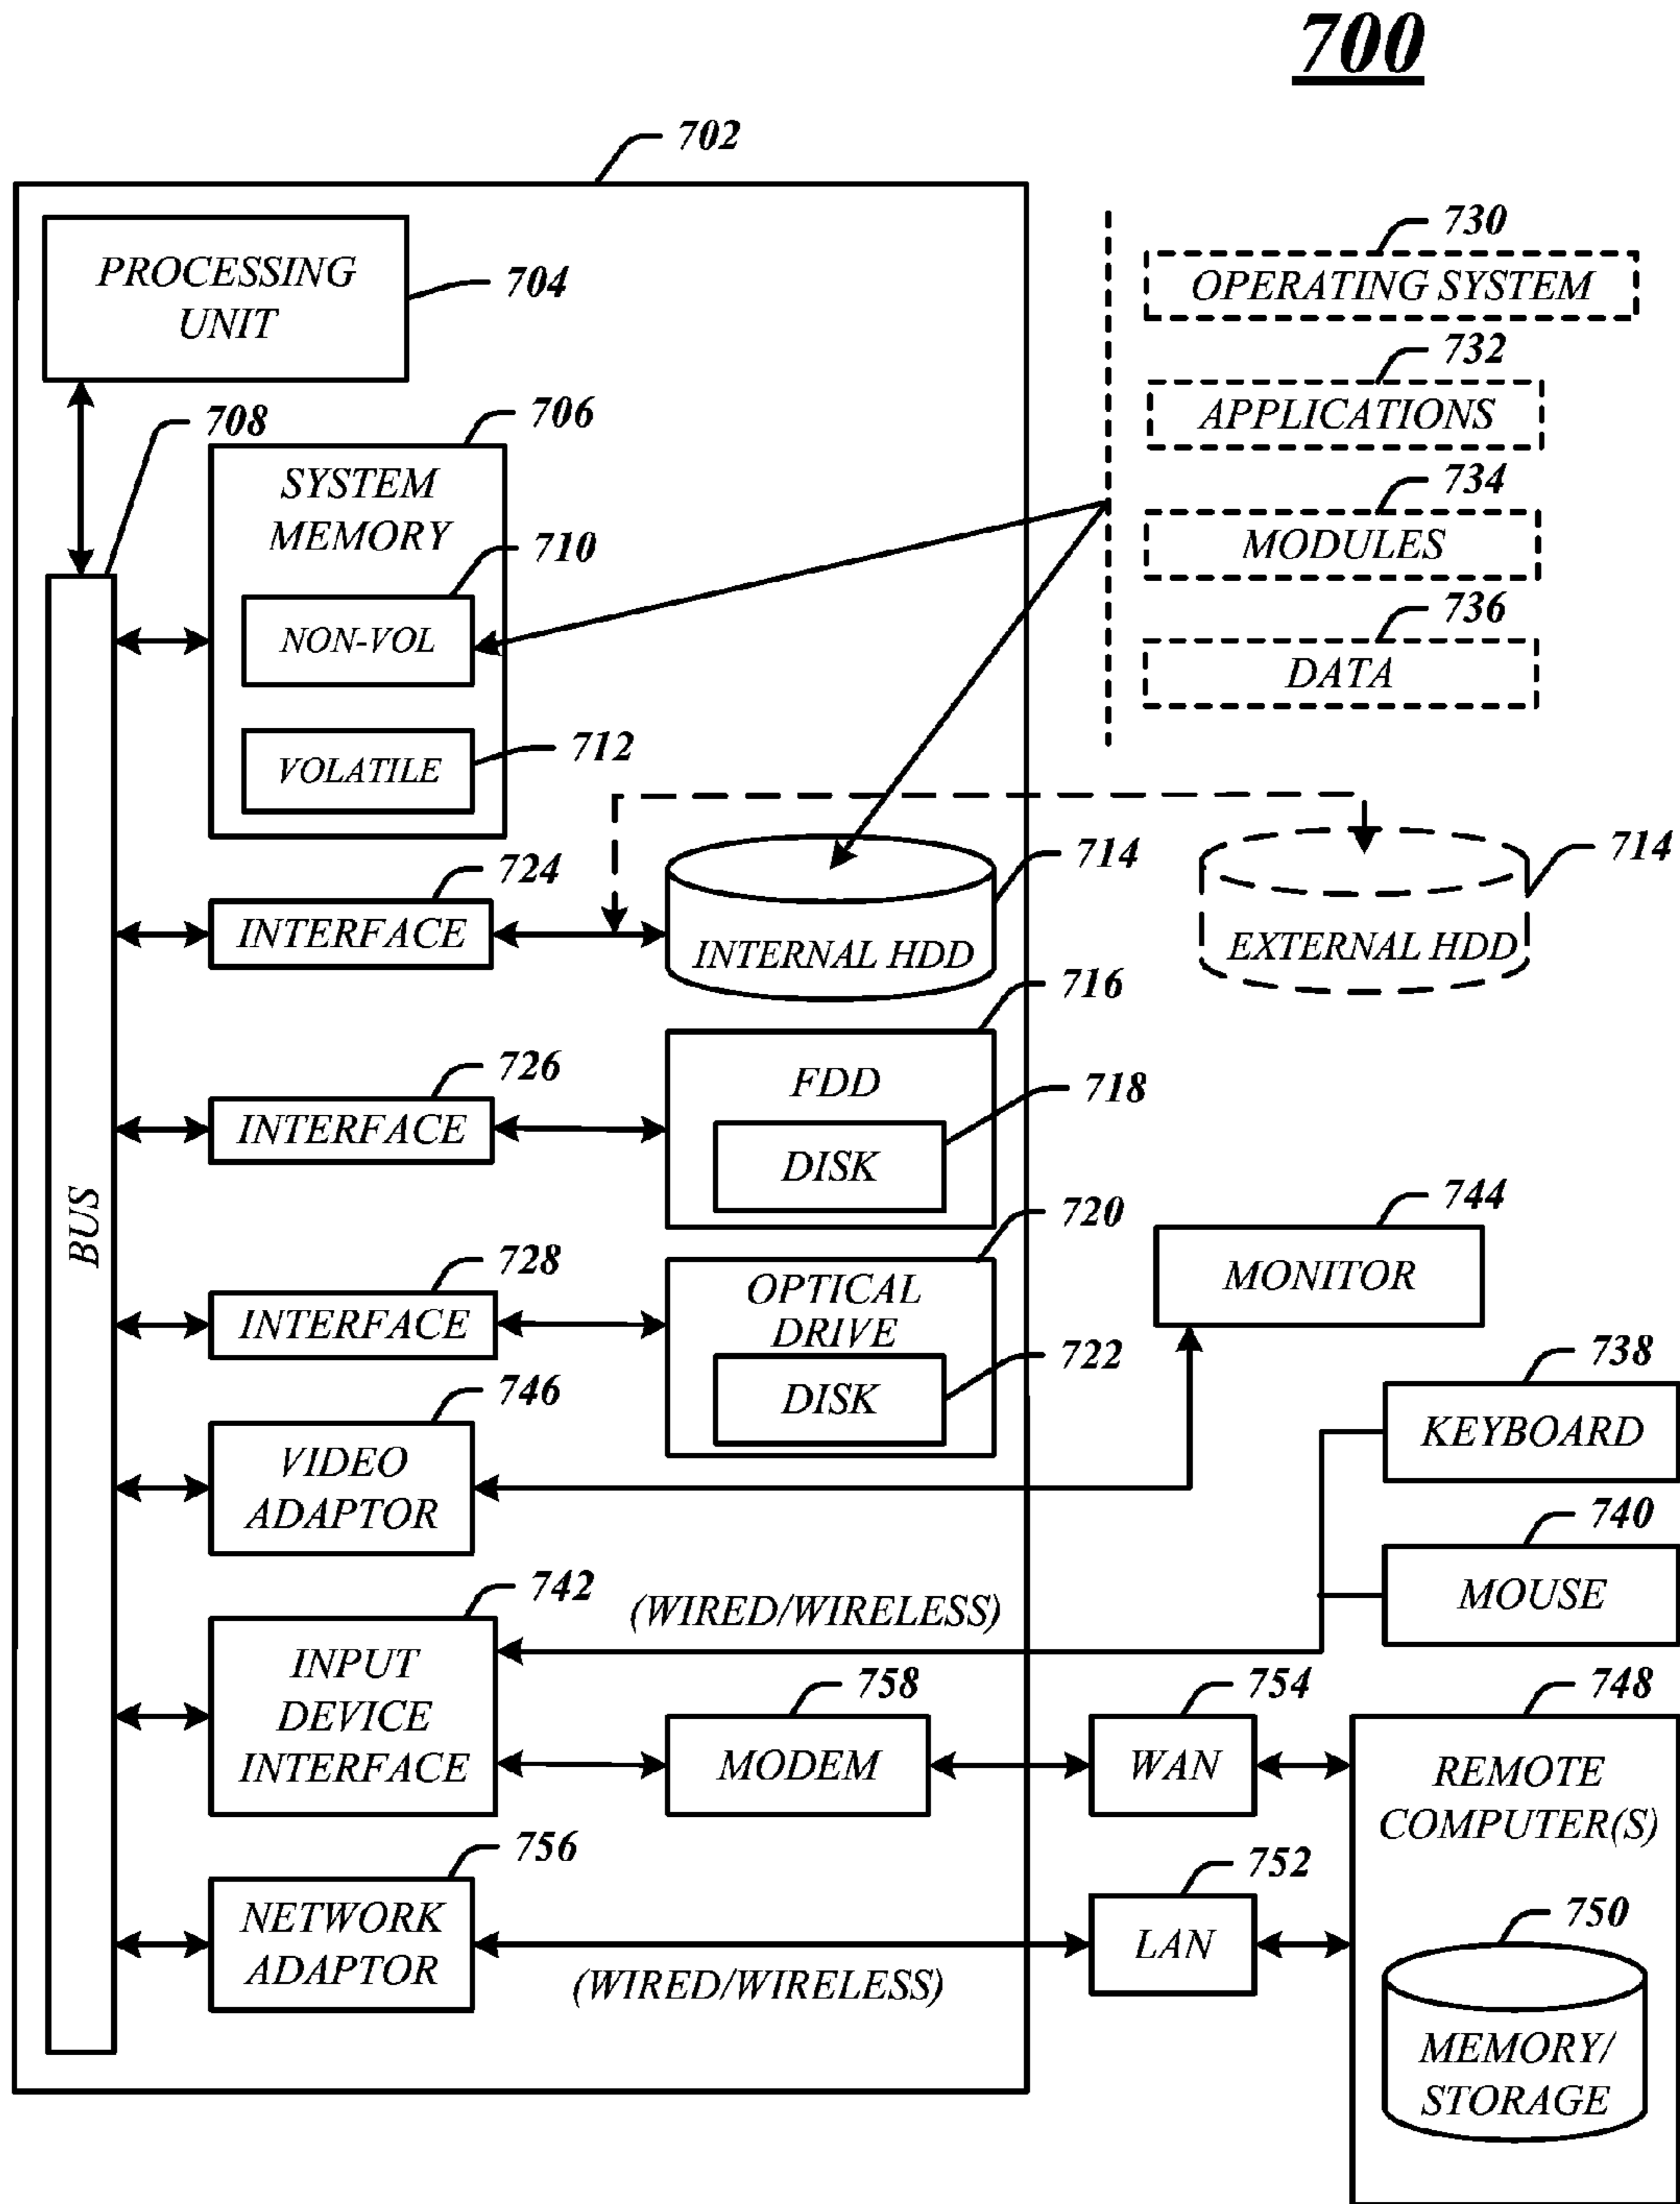 700
702
PROCESSING
UNIT
704
730
OPERATING SYSTEM
732
APPLICATIONS
734
MODULES
736
DATA
708
706
SYSTEM
MEMORY
710
NON-VOL
712
VOLATILE
BUS
724
INTERFACE
714
INTERNAL HDD
714
EXTERNAL HDD
726
INTERFACE
716
FDD
718
DISK
728
INTERFACE
720
OPTICAL
DRIVE
722
DISK
744
MONITOR
746
VIDEO
ADAPTOR
738
KEYBOARD
740
MOUSE
742
INPUT
DEVICE
INTERFACE
(WIRED/WIRELESS)
758
MODEM
754
WAN
748
REMOTE
COMPUTER(S)
756
NETWORK
ADAPTOR
(WIRED/WIRELESS)
752
LAN
750
MEMORY/
STORAGE